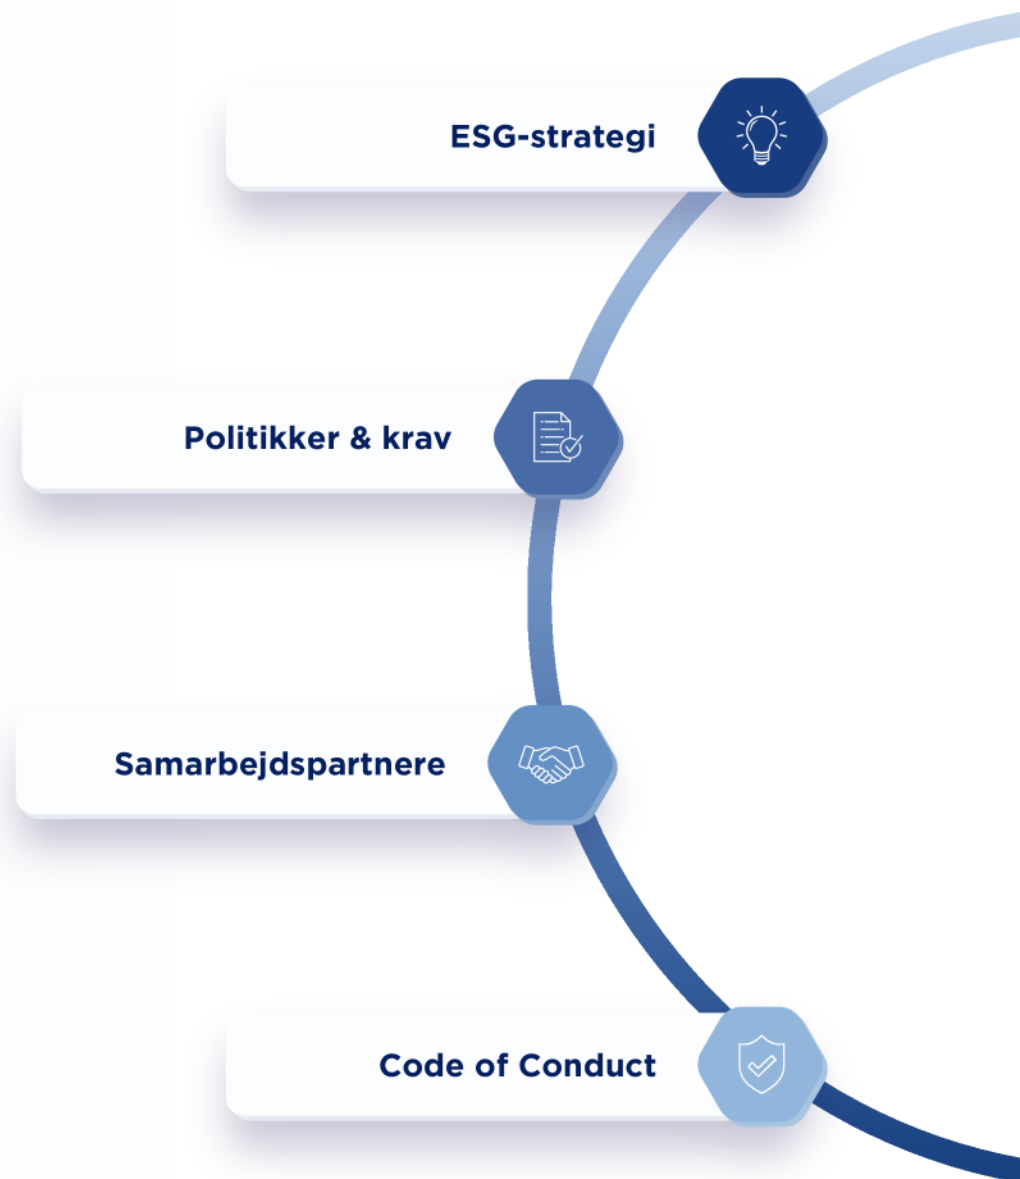 ESG-strategi
Politikker & krav
Samarbejdspartnere
Code of Conduct